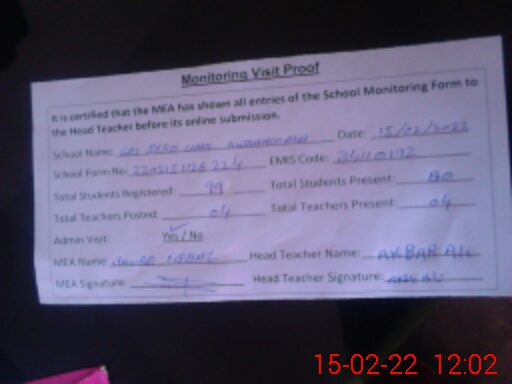 Monitoring Visit Proof
It is certified that the MEA has shown all entries of the School Monitoring Form to
the Head Teacher before its online submission.
School Name: Date: 15/02/2022
School Form No: EMIS Code:
Total Students Registered: 99 Total Students Present: 80
Total Teachers Posted: 04 Total Teachers Present: 04
Admin Visit: Yes / No
MEA Name: IQBAL Head Teacher Name: AKBAR ALi
MEA Signature: Head Teacher Signature:
15-02-22 12:02